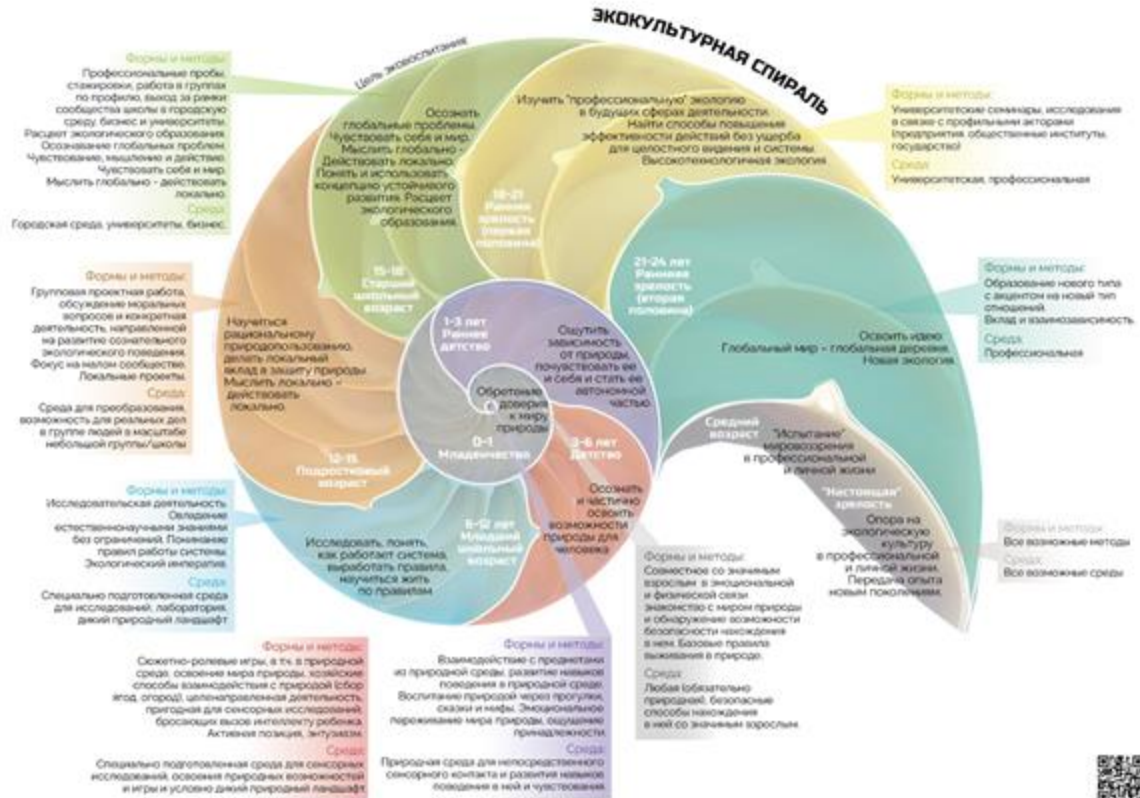 ЭКОКУЛЬТУРНАЯ СПИРАЛЬ
Цель эковоспитания
Формы и методы:
Профессиональные пробы,
стажировки, работа в группах
по профилю, выход за рамки
сообщества школы в городскую
среду, бизнес и университеты.
Расцвет экологического образования.
Осознавание глобальных проблем.
Чувствование, мышление и действие.
Чувствовать себя и мир.
Мыслить глобально - действовать
локально.
Среда:
Городская среда, университеты, бизнес.
Осознать
глобальные проблемы.
Чувствовать себя и мир.
Мыслить глобально -
Действовать локально.
Понять и использовать
концепцию устойчивого
развития. Расцвет
экологического
образования.
15-18
Старший
школьный
возраст
Изучить "профессиональную" экологию
в будущих сферах деятельности.
Найти способы повышения
эффективности действий без ущерба
для целостного видения и системы.
Высокотехнологичная экология
18-21
Ранняя
зрелость
(первая
половина)
Формы и методы:
Университетские семинары, исследования
в связке с профильными акторами
(предприятия, общественные институты,
государство)
Среда:
Университетская, профессиональная
21-24 лет
Ранняя
зрелость
(вторая
половина)
Освоить идею:
Глобальный мир – глобальная деревня.
Новая экология.
Формы и методы:
Образование нового типа
с акцентом на новый тип
отношений.
Вклад и взаимозависимость.
Среда:
Профессиональная
Формы и методы:
Групповая проектная работа,
обсуждение моральных
вопросов и конкретная
деятельность, направленной
на развитие сознательного
экологического поведения.
Фокус на малом сообществе.
Локальные проекты.
Среда:
Среда для преобразования,
возможность для реальных дел
в группе людей в масштабе
небольшой группы/школы
Научиться
рациональному
природопользованию,
делать локальный
вклад в защиту природы.
Мыслить локально –
действовать
локально.
12-15
Подростковый
возраст
1-3 лет
Раннее
детство
Ощутить
зависимость
от природы,
почувствовать ее
и себя и стать ее
автономной
частью.
Обретение
доверия
к миру
природы
0-1
Младенчество
3-6 лет
Детство
Осознать
и частично
освоить
возможности
природы для
человека
6-12 лет
Младший
школьный
возраст
Исследовать, понять,
как работает система,
выработать правила,
научиться жить
по правилам
Средний
возраст
"Испытание"
мировоззрения
в профессиональной
и личной жизни
"Настоящая"
зрелость
Опора на
экологическую
культуру
в профессиональной
и личной жизни.
Передача опыта
новым поколениям.
Формы и методы:
Все возможные методы
Среда:
Все возможные среды
Формы и методы:
Исследовательская деятельность.
Овладение
естественнонаучными знаниями
без ограничений. Понимание
правил работы системы.
Экологический императив.
Среда:
Специально подготовленная среда
для исследований, лаборатория,
дикий природный ландшафт
Формы и методы:
Сюжетно-ролевые игры, в т.ч. в природной
среде, освоение мира природы, хозяйские
способы взаимодействия с природой (сбор
ягод, огород), целенаправленная деятельность,
пригодная для сенсорных исследований,
бросающих вызов интеллекту ребенка.
Активная позиция, энтузиазм.
Среда:
Специально подготовленная среда для сенсорных
исследований, освоения природных возможностей
и игры и условно дикий природный ландшафт
Формы и методы:
Взаимодействие с предметами
из природной среды, развитие навыков
поведения в природной среде.
Воспитание природой через прогулки,
сказки и мифы. Эмоциональное
переживание мира природы, ощущение
принадлежности
Среда:
Природная среда для непосредственного
сенсорного контакта и развития навыков
поведения в ней и чувствования.
Формы и методы:
Совместное со значимым
взрослым в эмоциональной
и физической связи
знакомство с миром природы
и обнаружение возможности
безопасности нахождения
в нем. Базовые правила
выживания в природе.
Среда:
Любая (обязательно
природная), безопасные
способы нахождения
в ней со значимым взрослым.